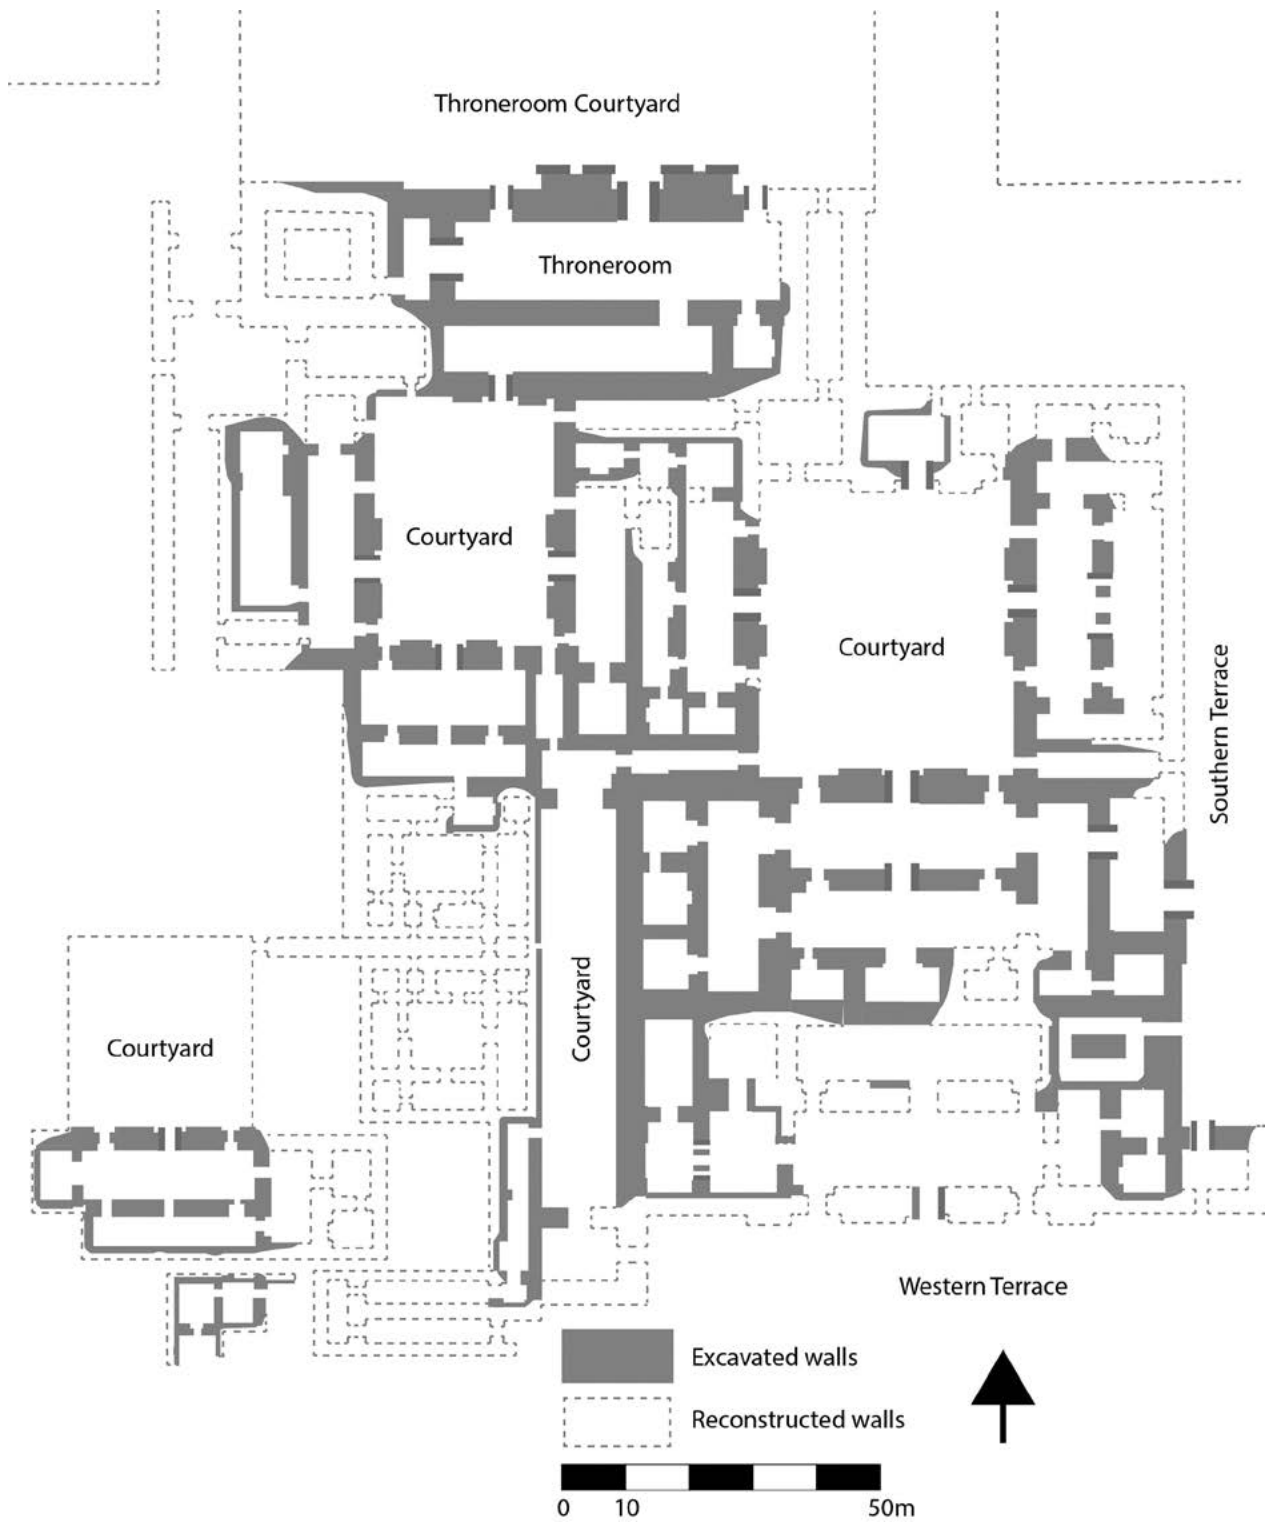 Throneroom Courtyard
Throneroom
Courtyard
Courtyard
Southern Terrace
Courtyard
Courtyard
Western Terrace
Excavated walls
Reconstructed walls
0 10 50m